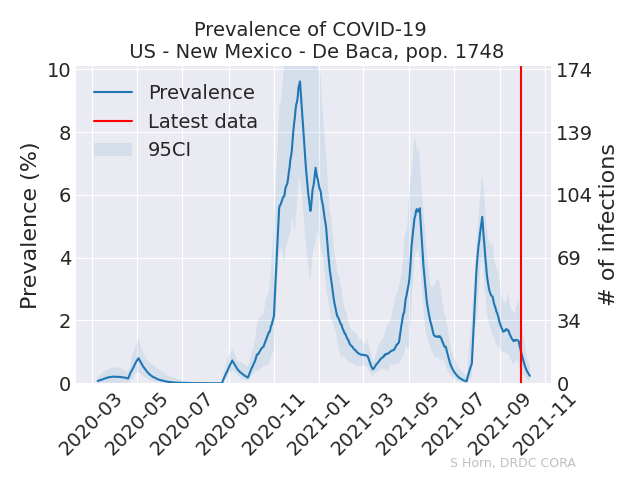 Prevalence of COVID-19
US - New Mexico - De Baca, pop. 1748
Prevalence
Latest data
95CI
Prevalence (%)
10
8
6
4
2
0
174
139
104
69
34
0
# of infections
2020-03
2020-05
2020-07
2020-09
2020-11
2021-01
2021-03
2021-05
2021-07
2021-09
2021-11
S Horn, DRDC CORA